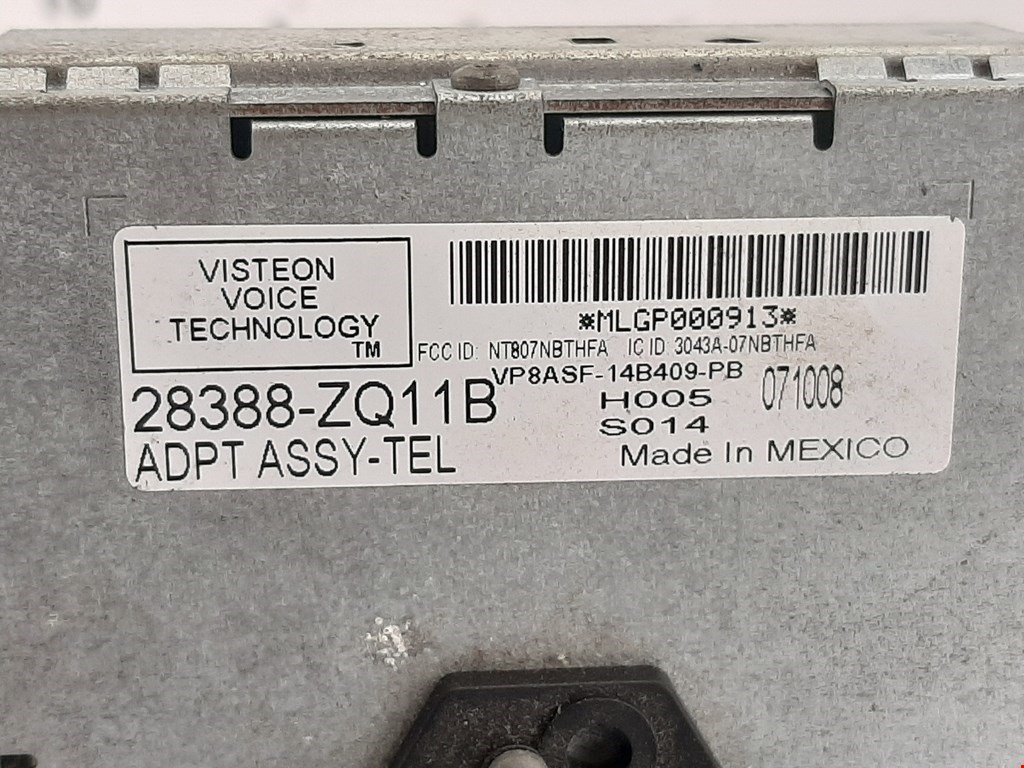 VISTEON
VOICE
TECHNOLOGY
TM
*MLGP000913*
FCC ID: NT807NBTHFA IC ID 3043A-07NBTHFA
VP8ASF-14B409-PB
28388-ZQ11B
H005
071008
S014
ADPT ASSY-TEL
Made In MEXICO